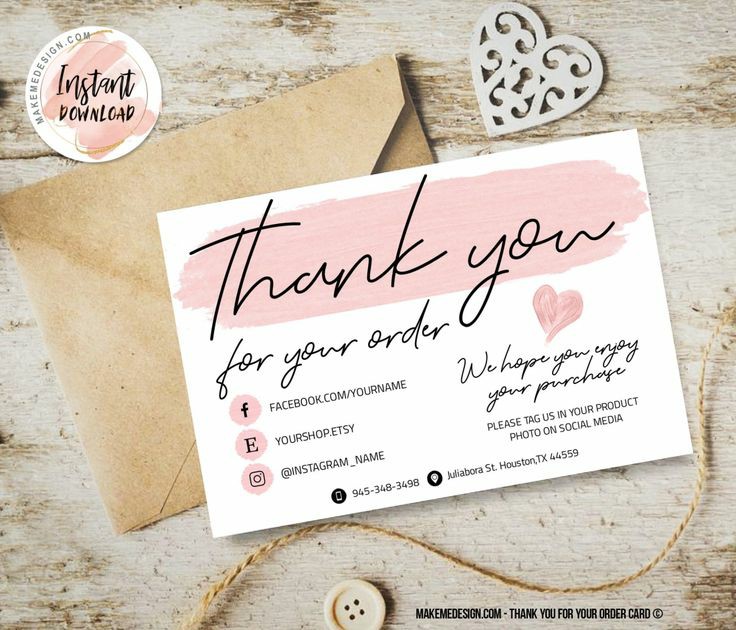 MAKEMEDESIGN.COM
Instant
DOWNLOAD
Thank you
for your order
FACEBOOK.COM/YOURNAME
YOURSHOP.ETSY
@INSTAGRAM_NAME
We hope you enjoy
your purchase
PLEASE TAG US IN YOUR PRODUCT
PHOTO ON SOCIAL MEDIA
945-348-3498
Juliabora St. Houston,TX 44559
MAKEMEDESIGN.COM - THANK YOU FOR YOUR ORDER CARD ©